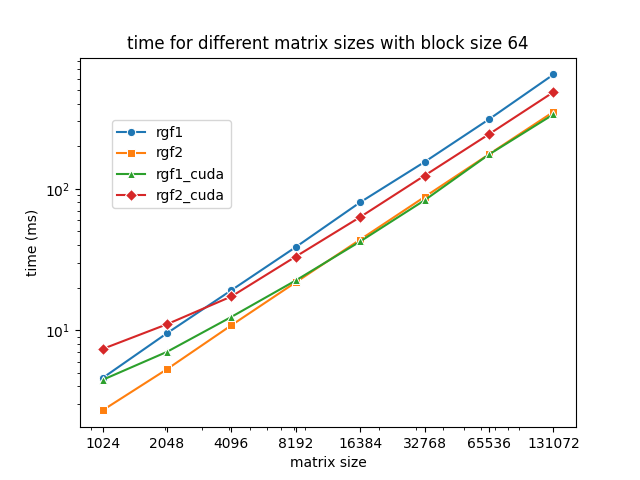 time for different matrix sizes with block size 64
rgf1
rgf2
rgf1_cuda
rgf2_cuda
10²
10¹
time (ms)
1024 2048 4096 8192 16384 32768 65536 131072
matrix size